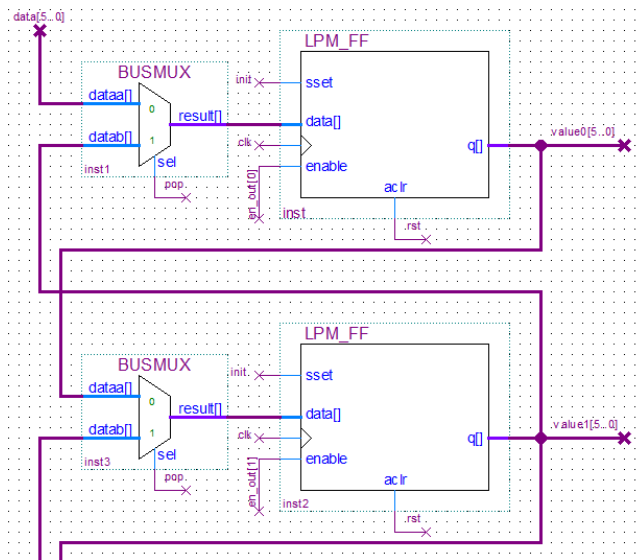 data[.5..0]
LPM_FF
BUSMUX
init.
sset
dataa[]
0
result[]
data[]
datab[]
1
.clk
q[]
.value0[5..0]
enable
sel
inst1
.pop.
en_out[0]
aclr
inst
.rst
LPM_FF
BUSMUX
init.
sset
dataa[]
0
result[]
data[]
datab[]
1
.clk
q[]
.value1[5..0]
enable
sel
inst3
.pop.
en_out[1]
aclr
inst2
.rst